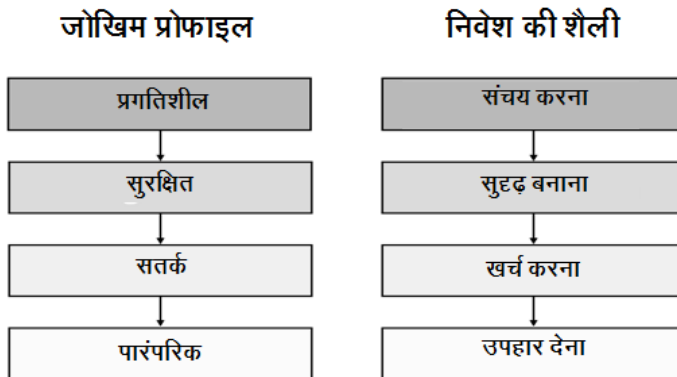 जोखिम प्रोफाइल
प्रगतिशील
सुरक्षित
सतर्क
पारंपरिक
निवेश की शैली
संचय करना
सुदृढ़ बनाना
खर्च करना
उपहार देना